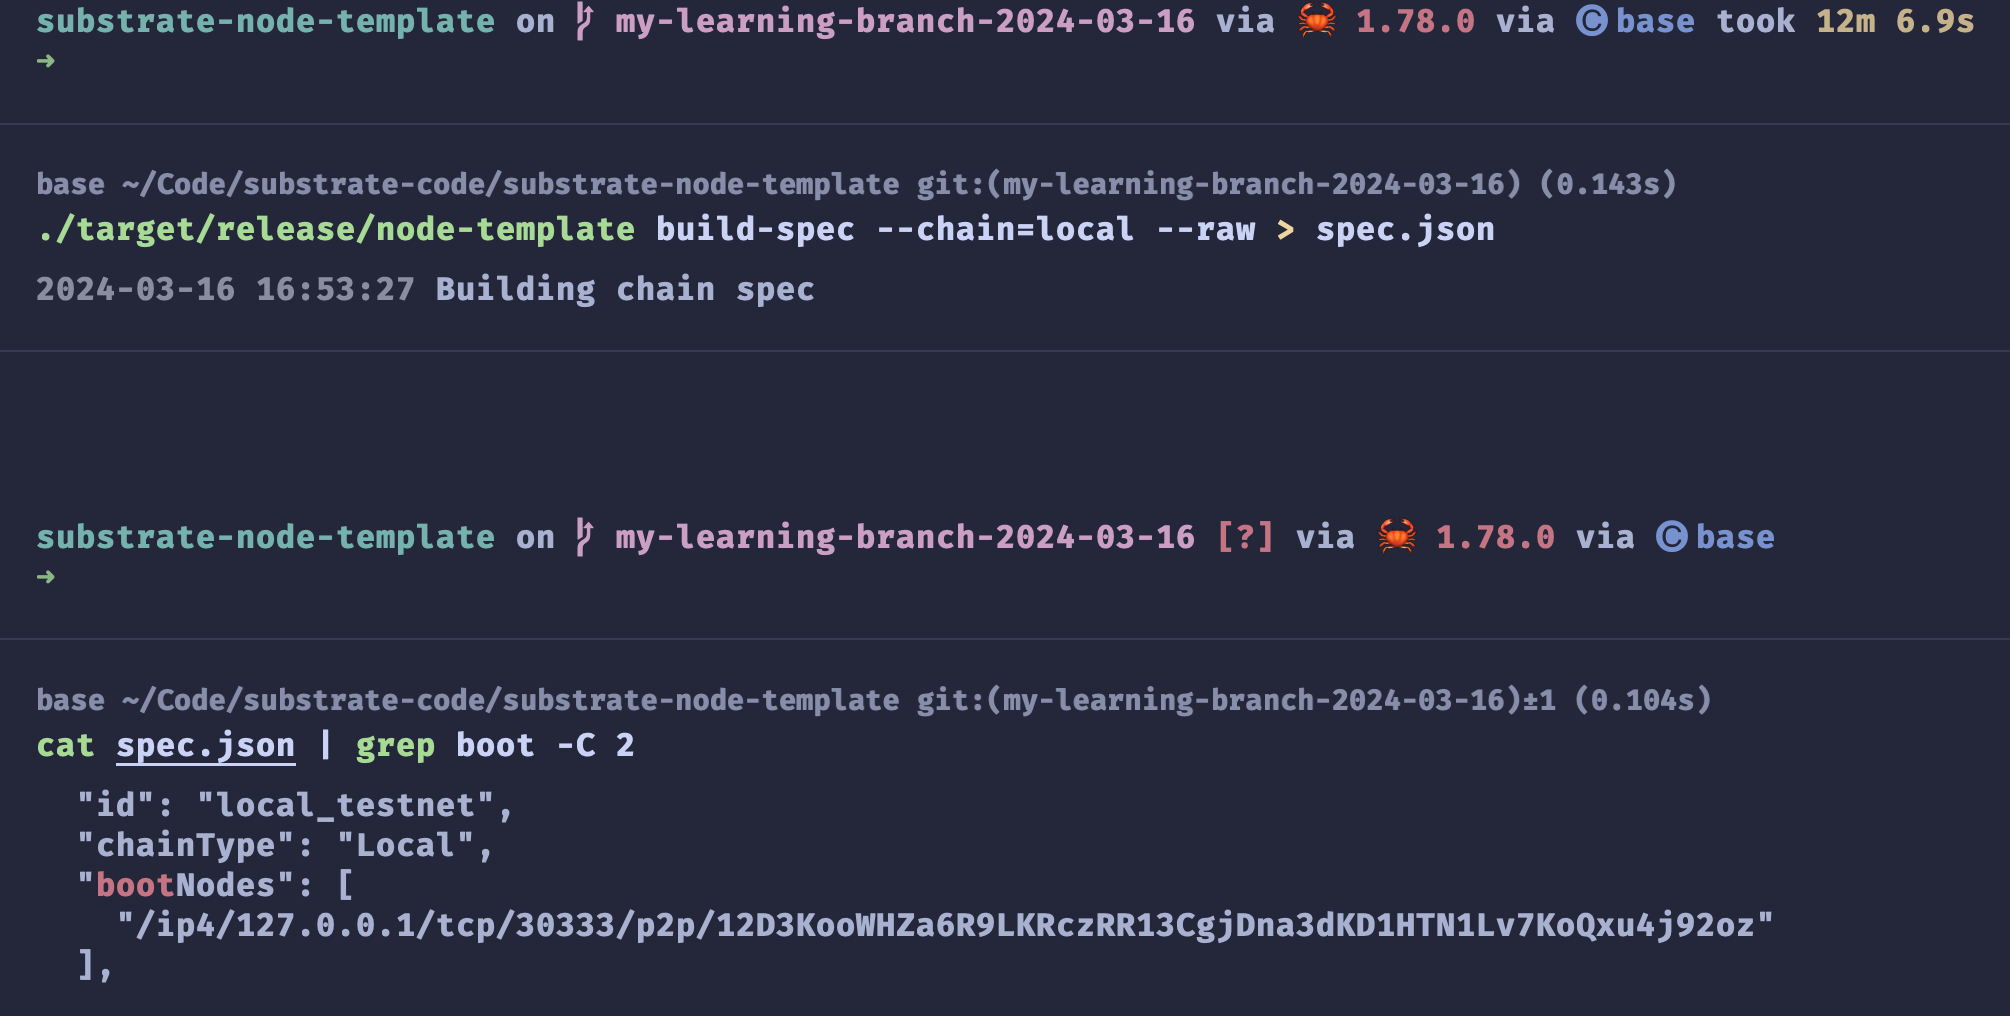 substrate-node-template on my-learning-branch-2024-03-16 via 🦀 1.78.0 via Ⓒ base took 12m 6.9s
➜
base ~/Code/substrate-code/substrate-node-template git:(my-learning-branch-2024-03-16) (0.143s)
./target/release/node-template build-spec --chain=local --raw > spec.json
2024-03-16 16:53:27 Building chain spec
substrate-node-template on my-learning-branch-2024-03-16 [?] via 🦀 1.78.0 via Ⓒ base
➜
base ~/Code/substrate-code/substrate-node-template git:(my-learning-branch-2024-03-16)±1 (0.104s)
cat spec.json | grep boot -C 2
"id": "local_testnet",
"chainType": "Local",
"bootNodes": [
"/ip4/127.0.0.1/tcp/30333/p2p/12D3KooWHZa6R9LKRczRR13CgjDna3dKD1HTN1Lv7KoQxu4j92oz"
],